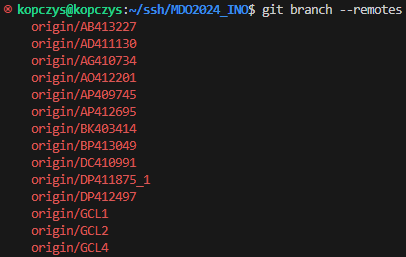 kopczys@kopczys:~/ssh/MDO2024_INO$ git branch --remotes
origin/AB413227
origin/AD411130
origin/AG410734
origin/AO412201
origin/AP409745
origin/AP412695
origin/BK403414
origin/BP413049
origin/DC410991
origin/DP411875_1
origin/DP412497
origin/GCL1
origin/GCL2
origin/GCL4